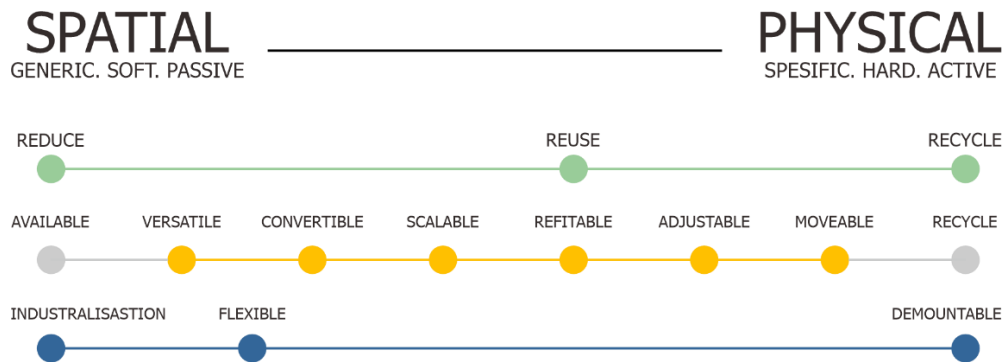 SPATIAL
GENERIC. SOFT. PASSIVE
PHYSICAL
SPESIFIC. HARD. ACTIVE
REDUCE REUSE RECYCLE
AVAILABLE VERSATILE CONVERTIBLE SCALABLE REFITABLE ADJUSTABLE MOVEABLE RECYCLE
INDUSTRALISASTION FLEXIBLE DEMOUNTABLE